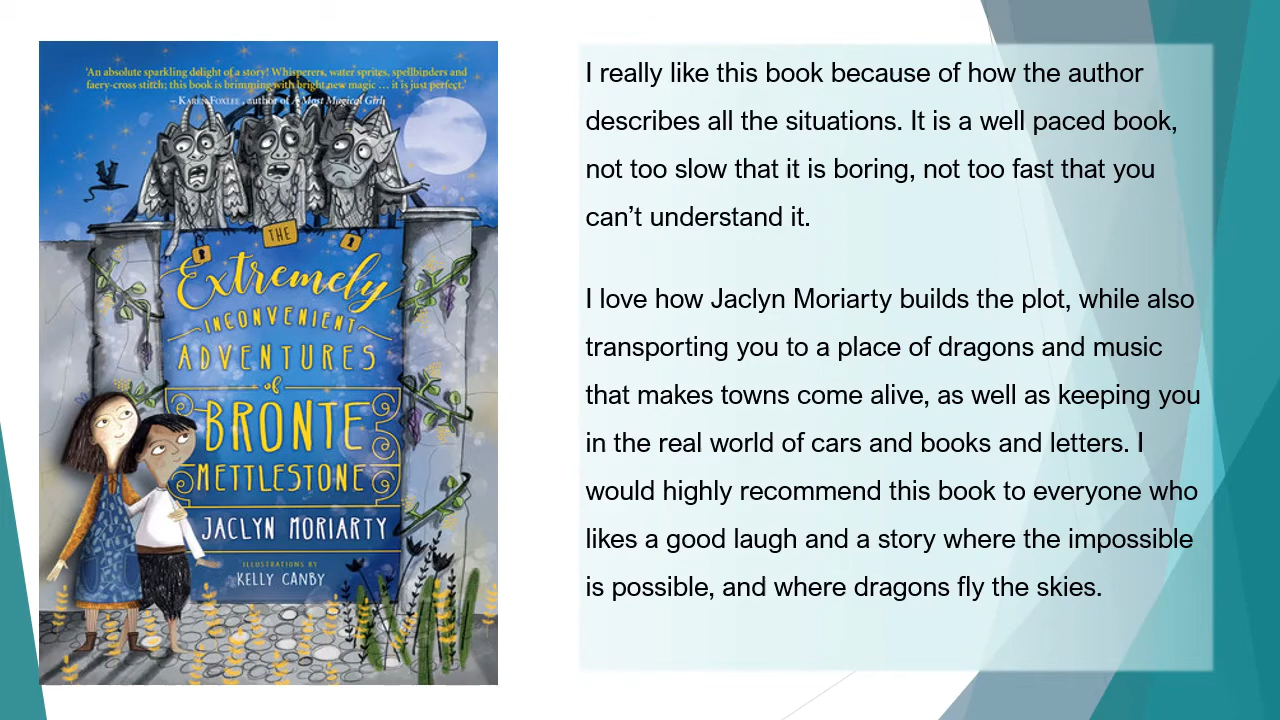 'An absolute sparkling delight of a story! Whisperers, water sprites, spellbinders and
faery-cross stitch; this book is brimming with bright new magic … it is just perfect.'
– Karen Foxlee, author of A Most Magical Girl
THE
Extremely
INCONVENIENT
ADVENTURES
of
BRONTE
METTLESTONE
JACLYN MORIARTY
ILLUSTRATIONS BY
KELLY CANBY
I really like this book because of how the author
describes all the situations. It is a well paced book,
not too slow that it is boring, not too fast that you
can’t understand it.
I love how Jaclyn Moriarty builds the plot, while also
transporting you to a place of dragons and music
that makes towns come alive, as well as keeping you
in the real world of cars and books and letters. I
would highly recommend this book to everyone who
likes a good laugh and a story where the impossible
is possible, and where dragons fly the skies.